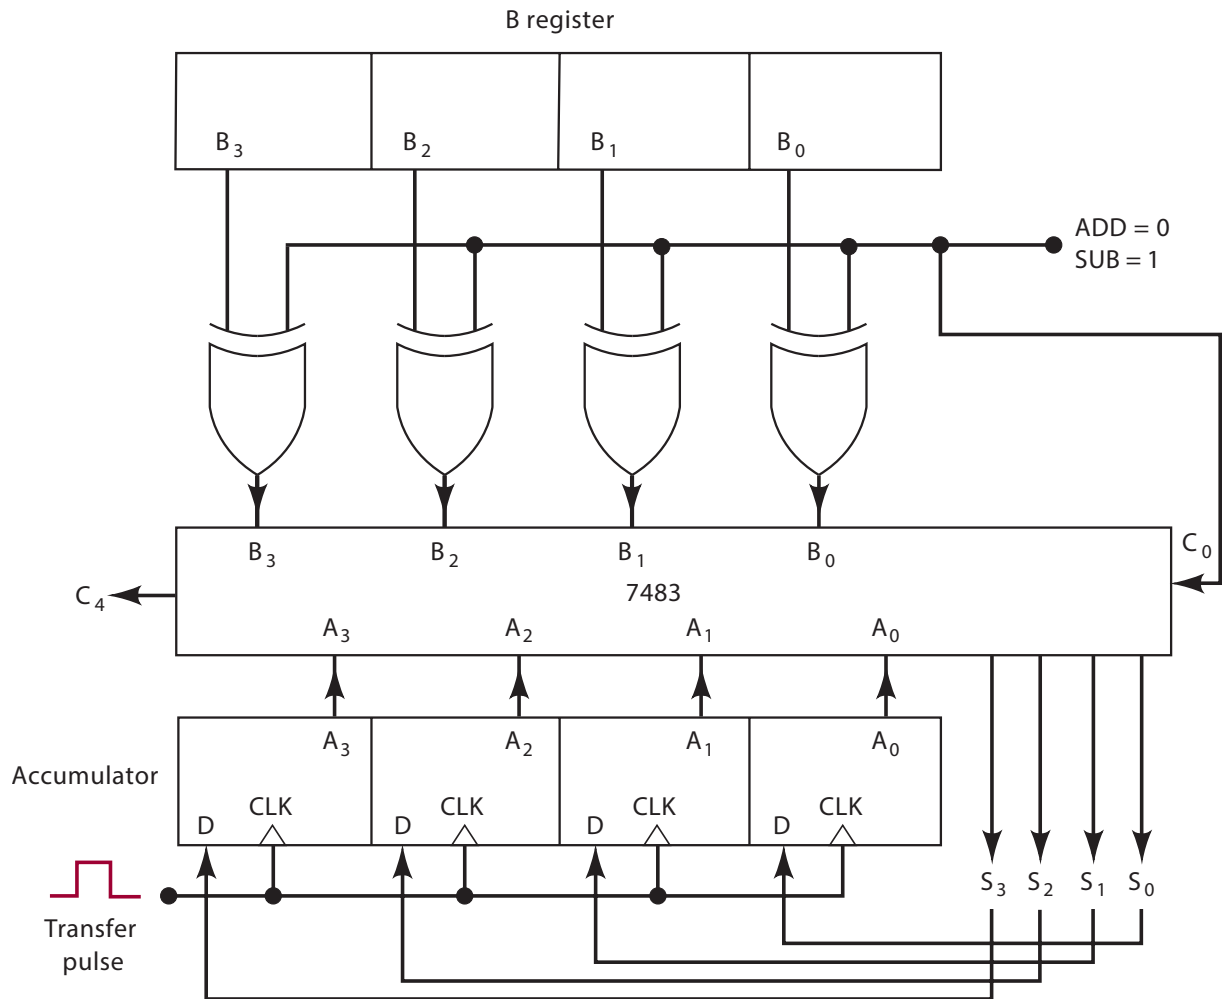 B register
B3 B2 B1 B0
ADD = 0
SUB = 1
B3 B2 B1 B0 C0
C4 7483
A3 A2 A1 A0
A3 A2 A1 A0
Accumulator
CLK CLK CLK CLK
D D D D
S3 S2 S1 S0
Transfer
pulse